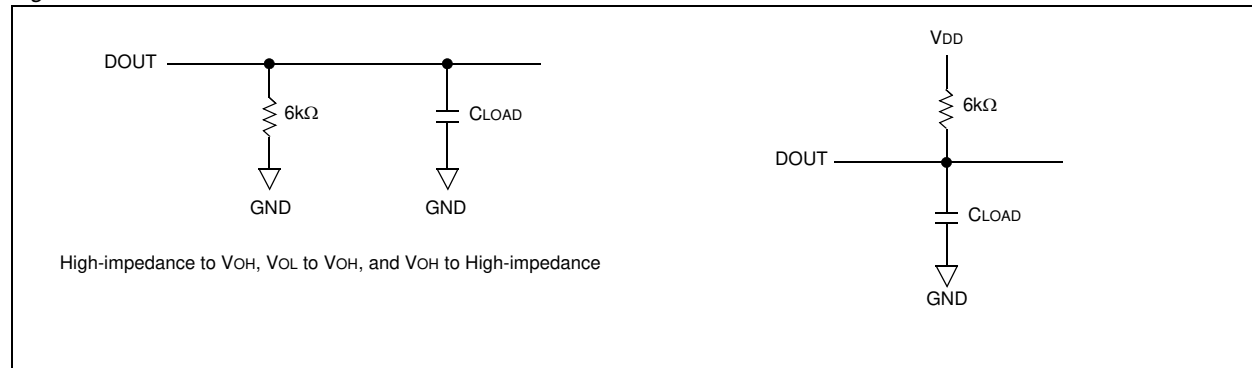 DOUT
6kΩ
CLOAD
GND
GND
High-impedance to VOH, VOL to VOH, and VOH to High-impedance
VDD
6kΩ
DOUT
CLOAD
GND